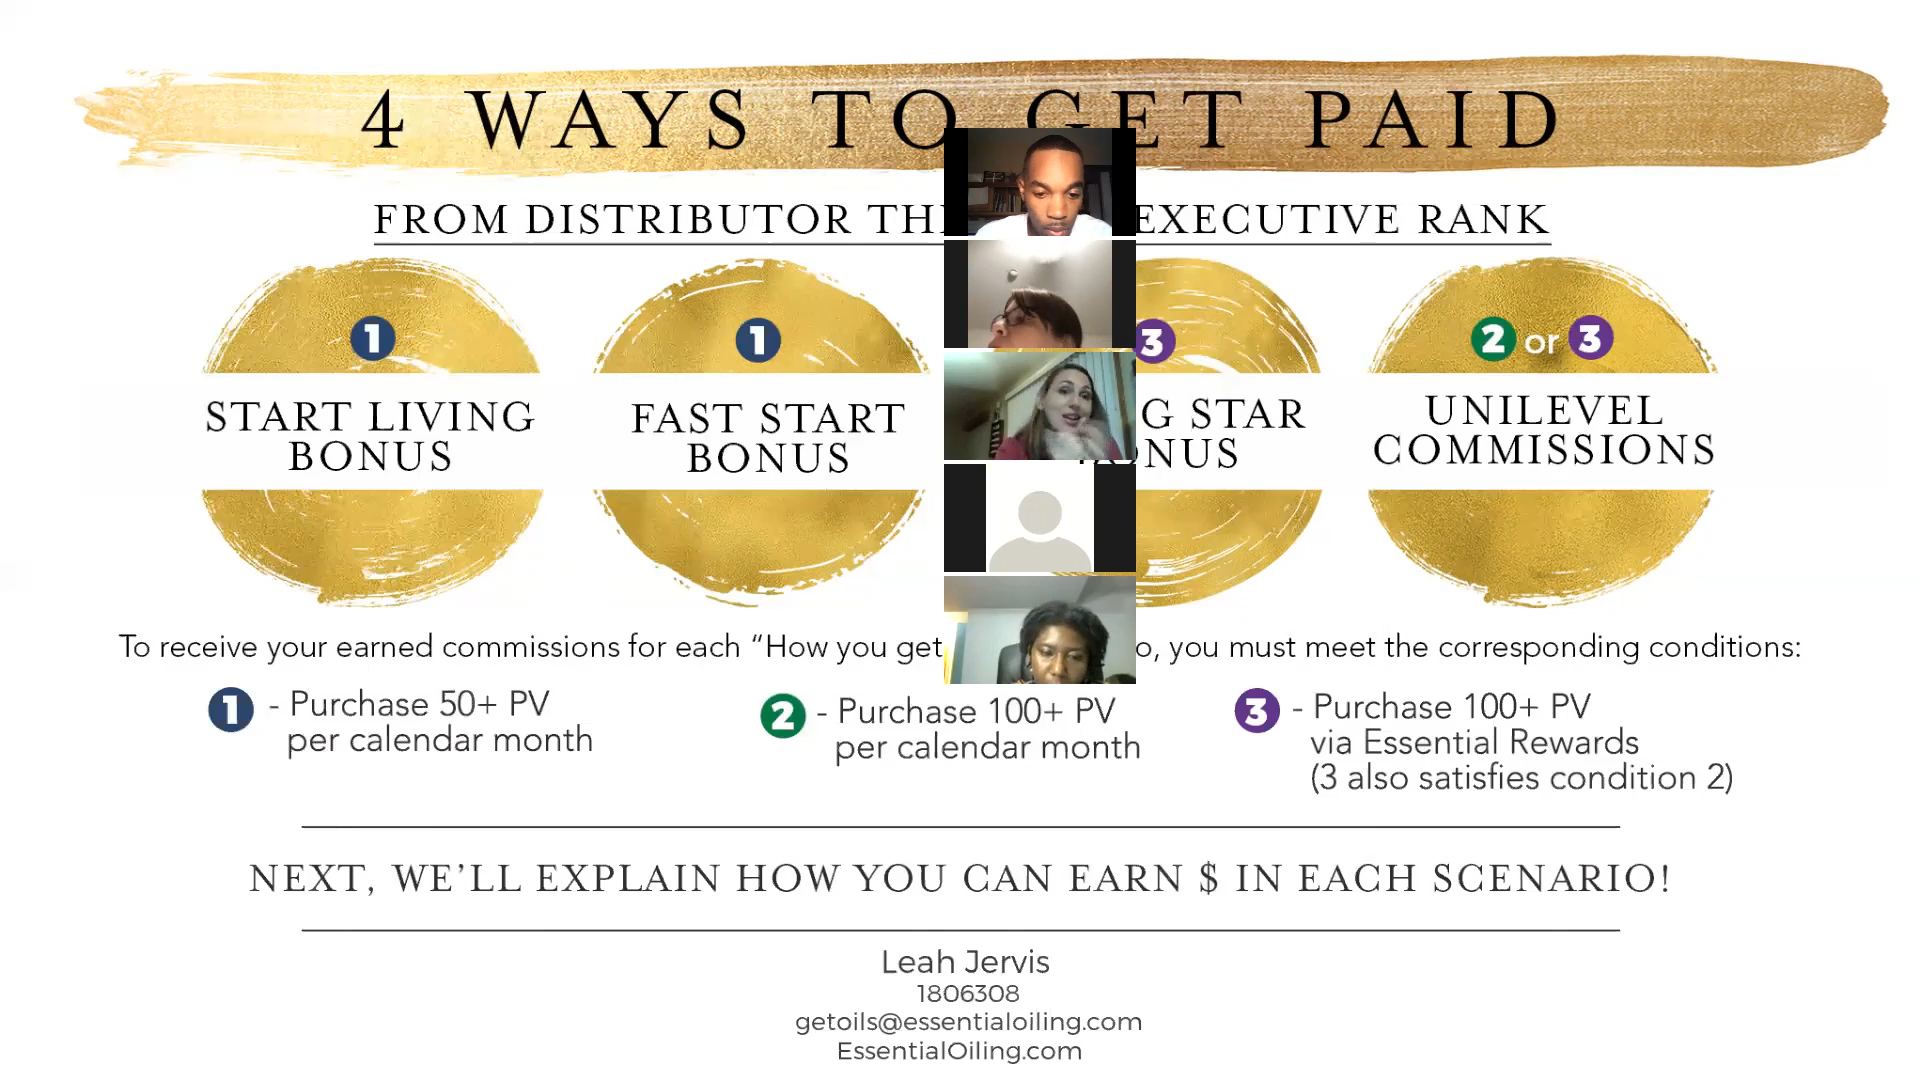 4 WAYS TO GET PAID
FROM DISTRIBUTOR EXECUTIVE RANK
1 1 3 2 or 3
START LIVING
BONUS
FAST START
BONUS
G STAR
NUS
UNILEVEL
COMMISSIONS
To receive your earned commissions for each “How you get o, you must meet the corresponding conditions:
1 - Purchase 50+ PV
per calendar month
2 - Purchase 100+ PV
per calendar month
3 - Purchase 100+ PV
via Essential Rewards
(3 also satisfies condition 2)
NEXT, WE’LL EXPLAIN HOW YOU CAN EARN $ IN EACH SCENARIO!
Leah Jervis
1806308
getoils@essentialoiling.com
EssentialOiling.com